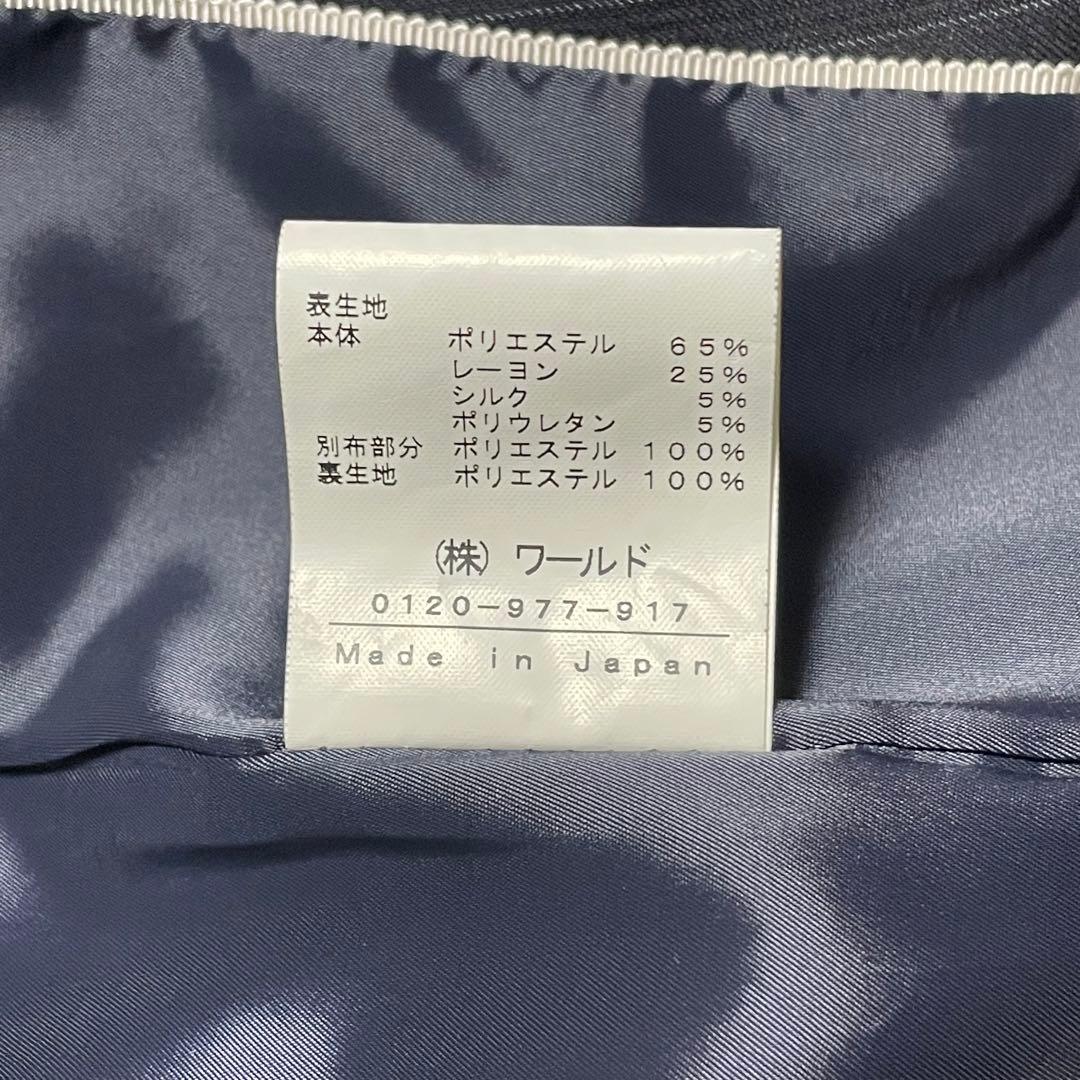 表生地
本体 ポリエステル 65%
レーヨン 25%
シルク 5%
ポリウレタン 5%
別布部分 ポリエステル 100%
裏生地 ポリエステル 100%
(株) ワールド
0120-977-917
Made in Japan